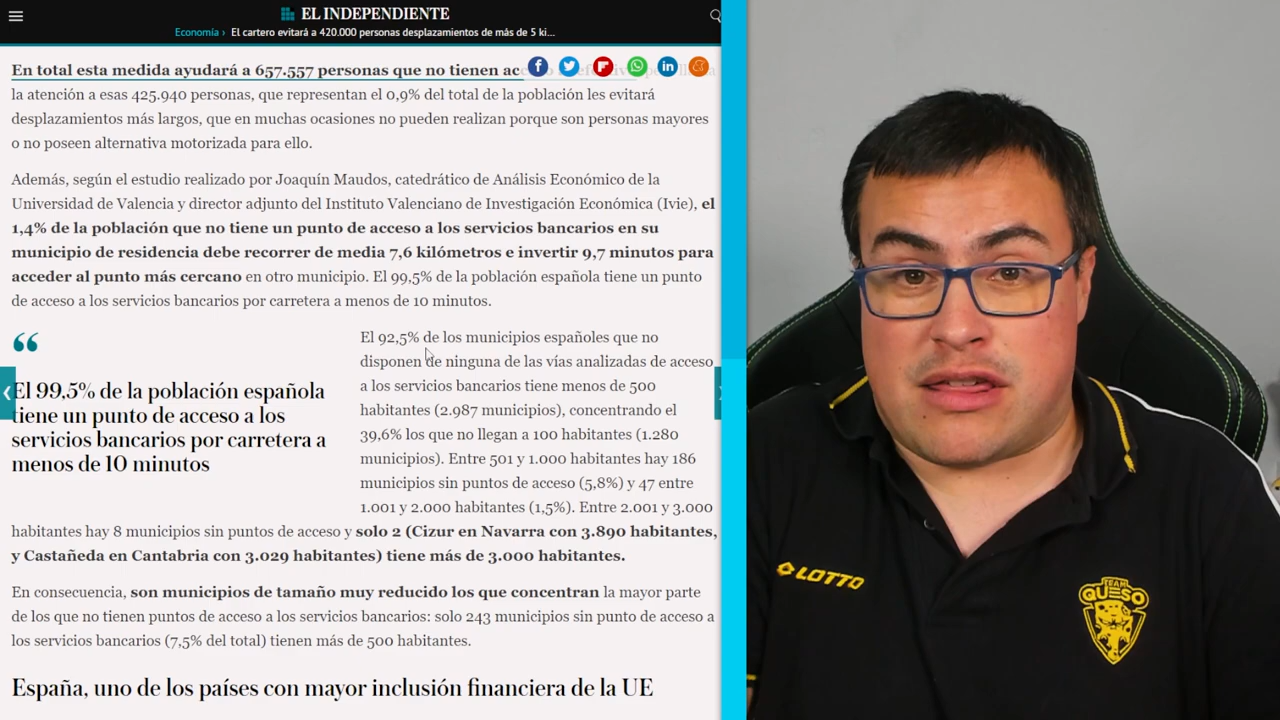 EL INDEPENDIENTE
Economía › El cartero evitará a 420.000 personas desplazamientos de más de 5 ki...
En total esta medida ayudará a 657.557 personas que no tienen
la atención a esas 425.940 personas, que representan el 0,9% del total de la población les evitará
desplazamientos más largos, que en muchas ocasiones no pueden realizan porque son personas mayores
o no poseen alternativa motorizada para ello.
Además, según el estudio realizado por Joaquín Maudos, catedrático de Análisis Económico de la
Universidad de Valencia y director adjunto del Instituto Valenciano de Investigación Económica (Ivie), el
1,4% de la población que no tiene un punto de acceso a los servicios bancarios en su
municipio de residencia debe recorrer de media 7,6 kilómetros e invertir 9,7 minutos para
acceder al punto más cercano en otro municipio. El 99,5% de la población española tiene un punto
de acceso a los servicios bancarios por carretera a menos de 10 minutos.
“
El 99,5% de la población española
tiene un punto de acceso a los
servicios bancarios por carretera a
menos de 10 minutos
El 92,5% de los municipios españoles que no
disponen de ninguna de las vías analizadas de acceso
a los servicios bancarios tiene menos de 500
habitantes (2.987 municipios), concentrando el
39,6% los que no llegan a 100 habitantes (1.280
municipios). Entre 501 y 1.000 habitantes hay 186
municipios sin puntos de acceso (5,8%) y 47 entre
1.001 y 2.000 habitantes (1,5%). Entre 2.001 y 3.000
habitantes hay 8 municipios sin puntos de acceso y solo 2 (Cizur en Navarra con 3.890 habitantes,
y Castañeda en Cantabria con 3.029 habitantes) tiene más de 3.000 habitantes.
En consecuencia, son municipios de tamaño muy reducido los que concentran la mayor parte
de los que no tienen puntos de acceso a los servicios bancarios: solo 243 municipios sin punto de acceso a
los servicios bancarios (7,5% del total) tienen más de 500 habitantes.
España, uno de los países con mayor inclusión financiera de la UE
LOTTO
TEAM
QUESO